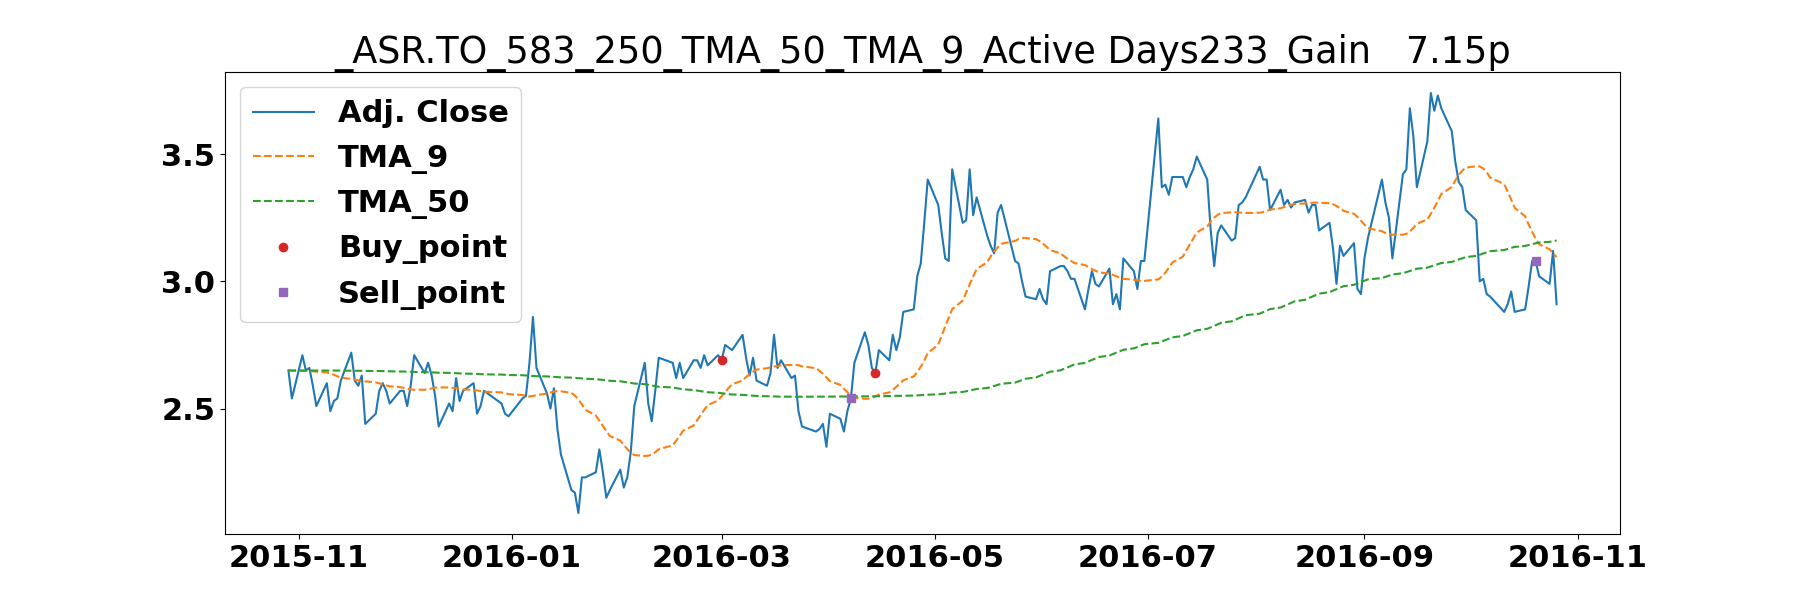 _ASR.TO_583_250_TMA_50_TMA_9_Active Days233_Gain   7.15p
Adj. Close
TMA_9
TMA_50
Buy_point
Sell_point
3.5
3.0
2.5
2015-11 2016-01 2016-03 2016-05 2016-07 2016-09 2016-11